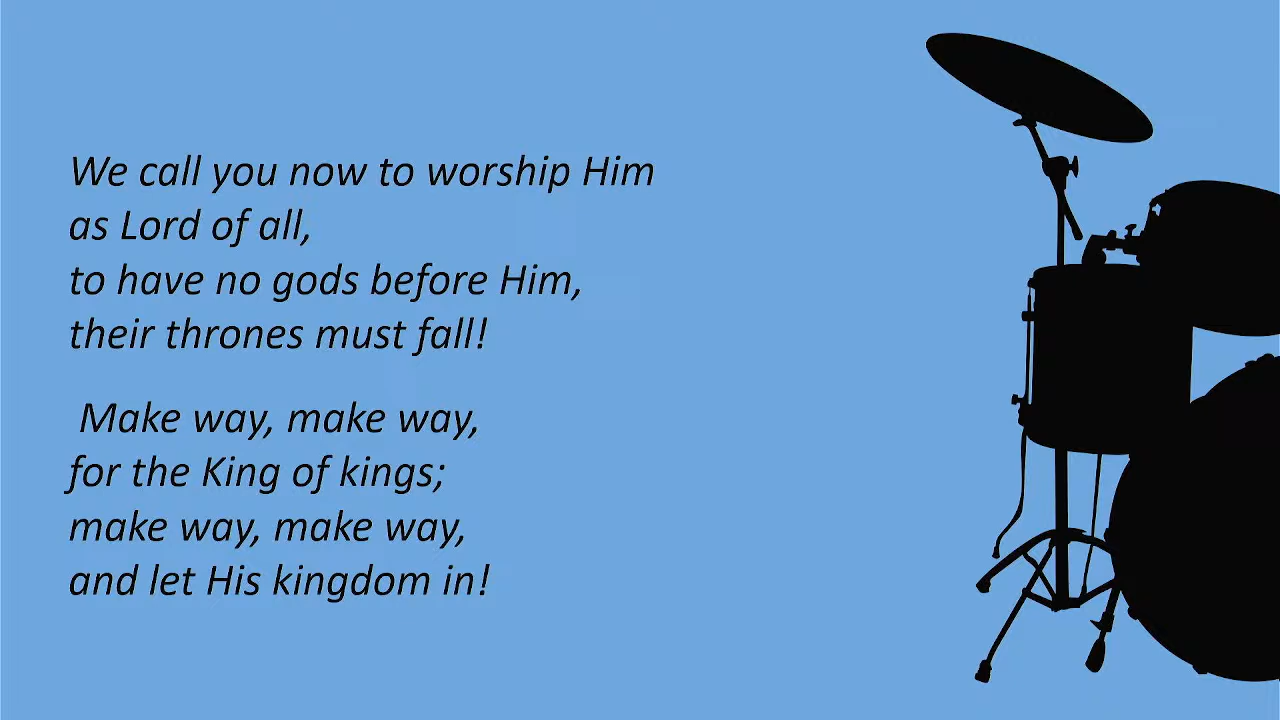 We call you now to worship Him
as Lord of all,
to have no gods before Him,
their thrones must fall!
Make way, make way,
for the King of kings;
make way, make way,
and let His kingdom in!